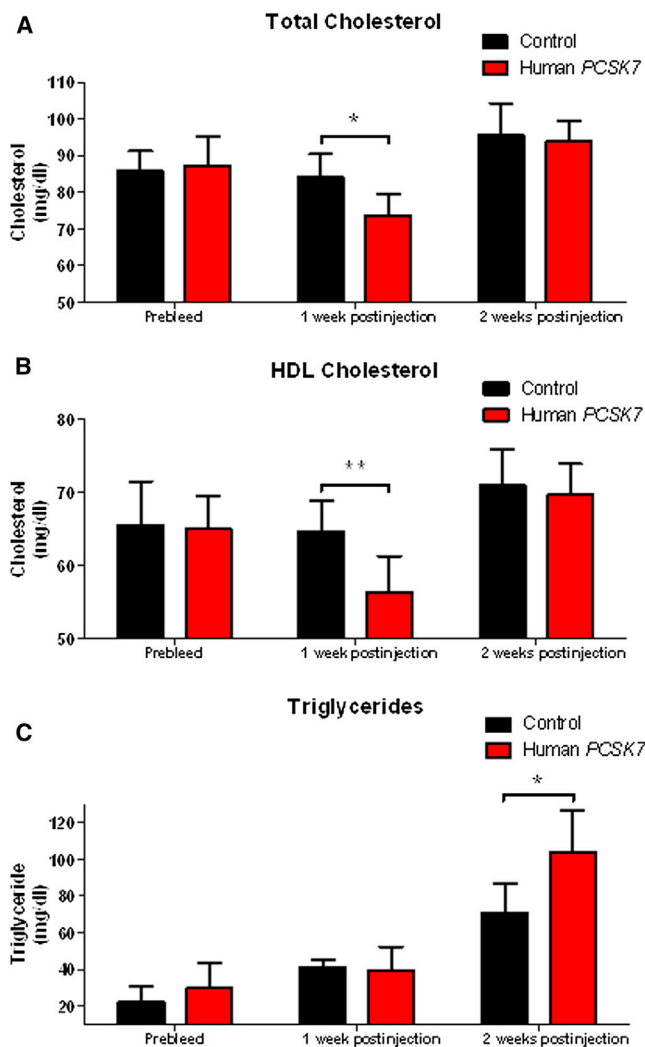 A
Total Cholesterol
Control
Human PCSK7
110
100
90
80
70
60
50
Cholesterol
(mg/dl)
*
Prebleed
1 week postinjection
2 weeks postinjection
B
HDL Cholesterol
Control
Human PCSK7
80
70
60
50
Cholesterol
(mg/dl)
**
Prebleed
1 week postinjection
2 weeks postinjection
C
Triglycerides
Control
Human PCSK7
120
100
80
60
40
20
Triglyceride
(mg/dl)
*
Prebleed
1 week postinjection
2 weeks postinjection